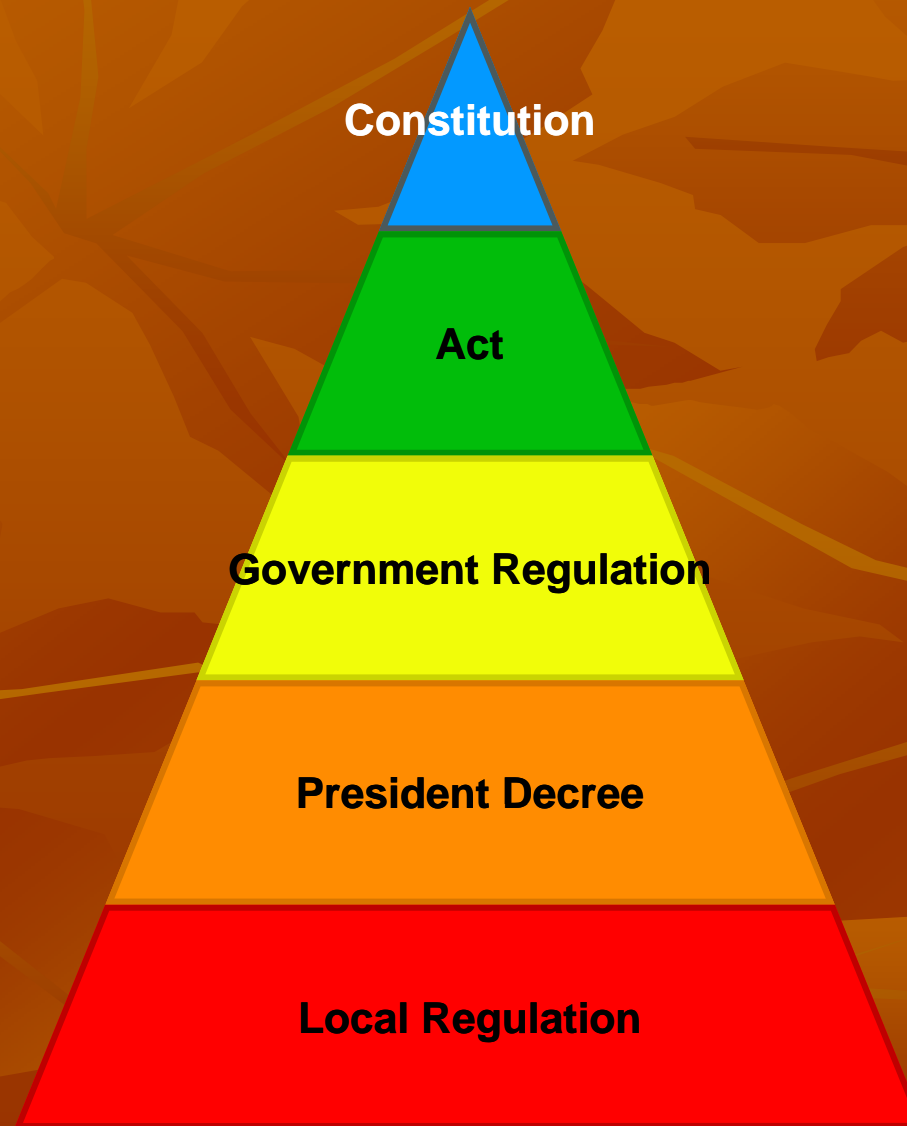 Constitution
Act
Government Regulation
President Decree
Local Regulation